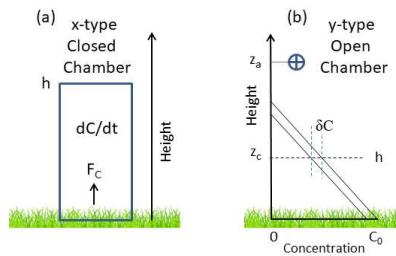 (a)
x-type
Closed
Chamber
h
dC/dt
F_C
Height
(b)
y-type
Open
Chamber
z_a
Height
δC
z_c
h
0
C_0
Concentration